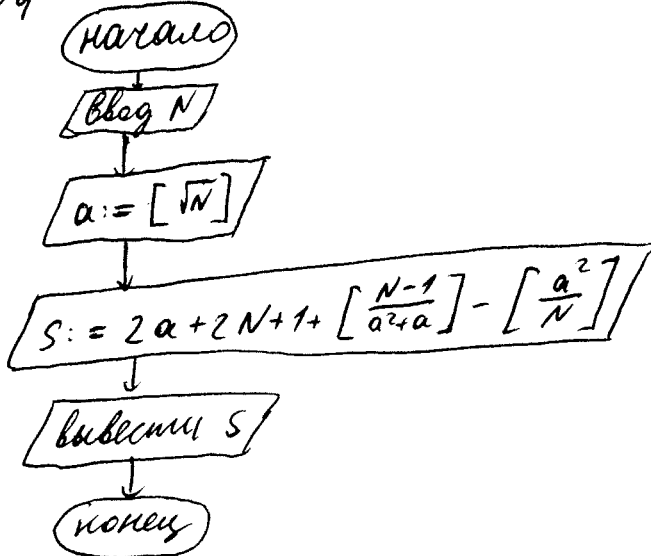 начало
ввод N
a := [√N]
S := 2a + 2N + 1 + [(N-1)/(a²+a)] - [a²/N]
вывести S
конец